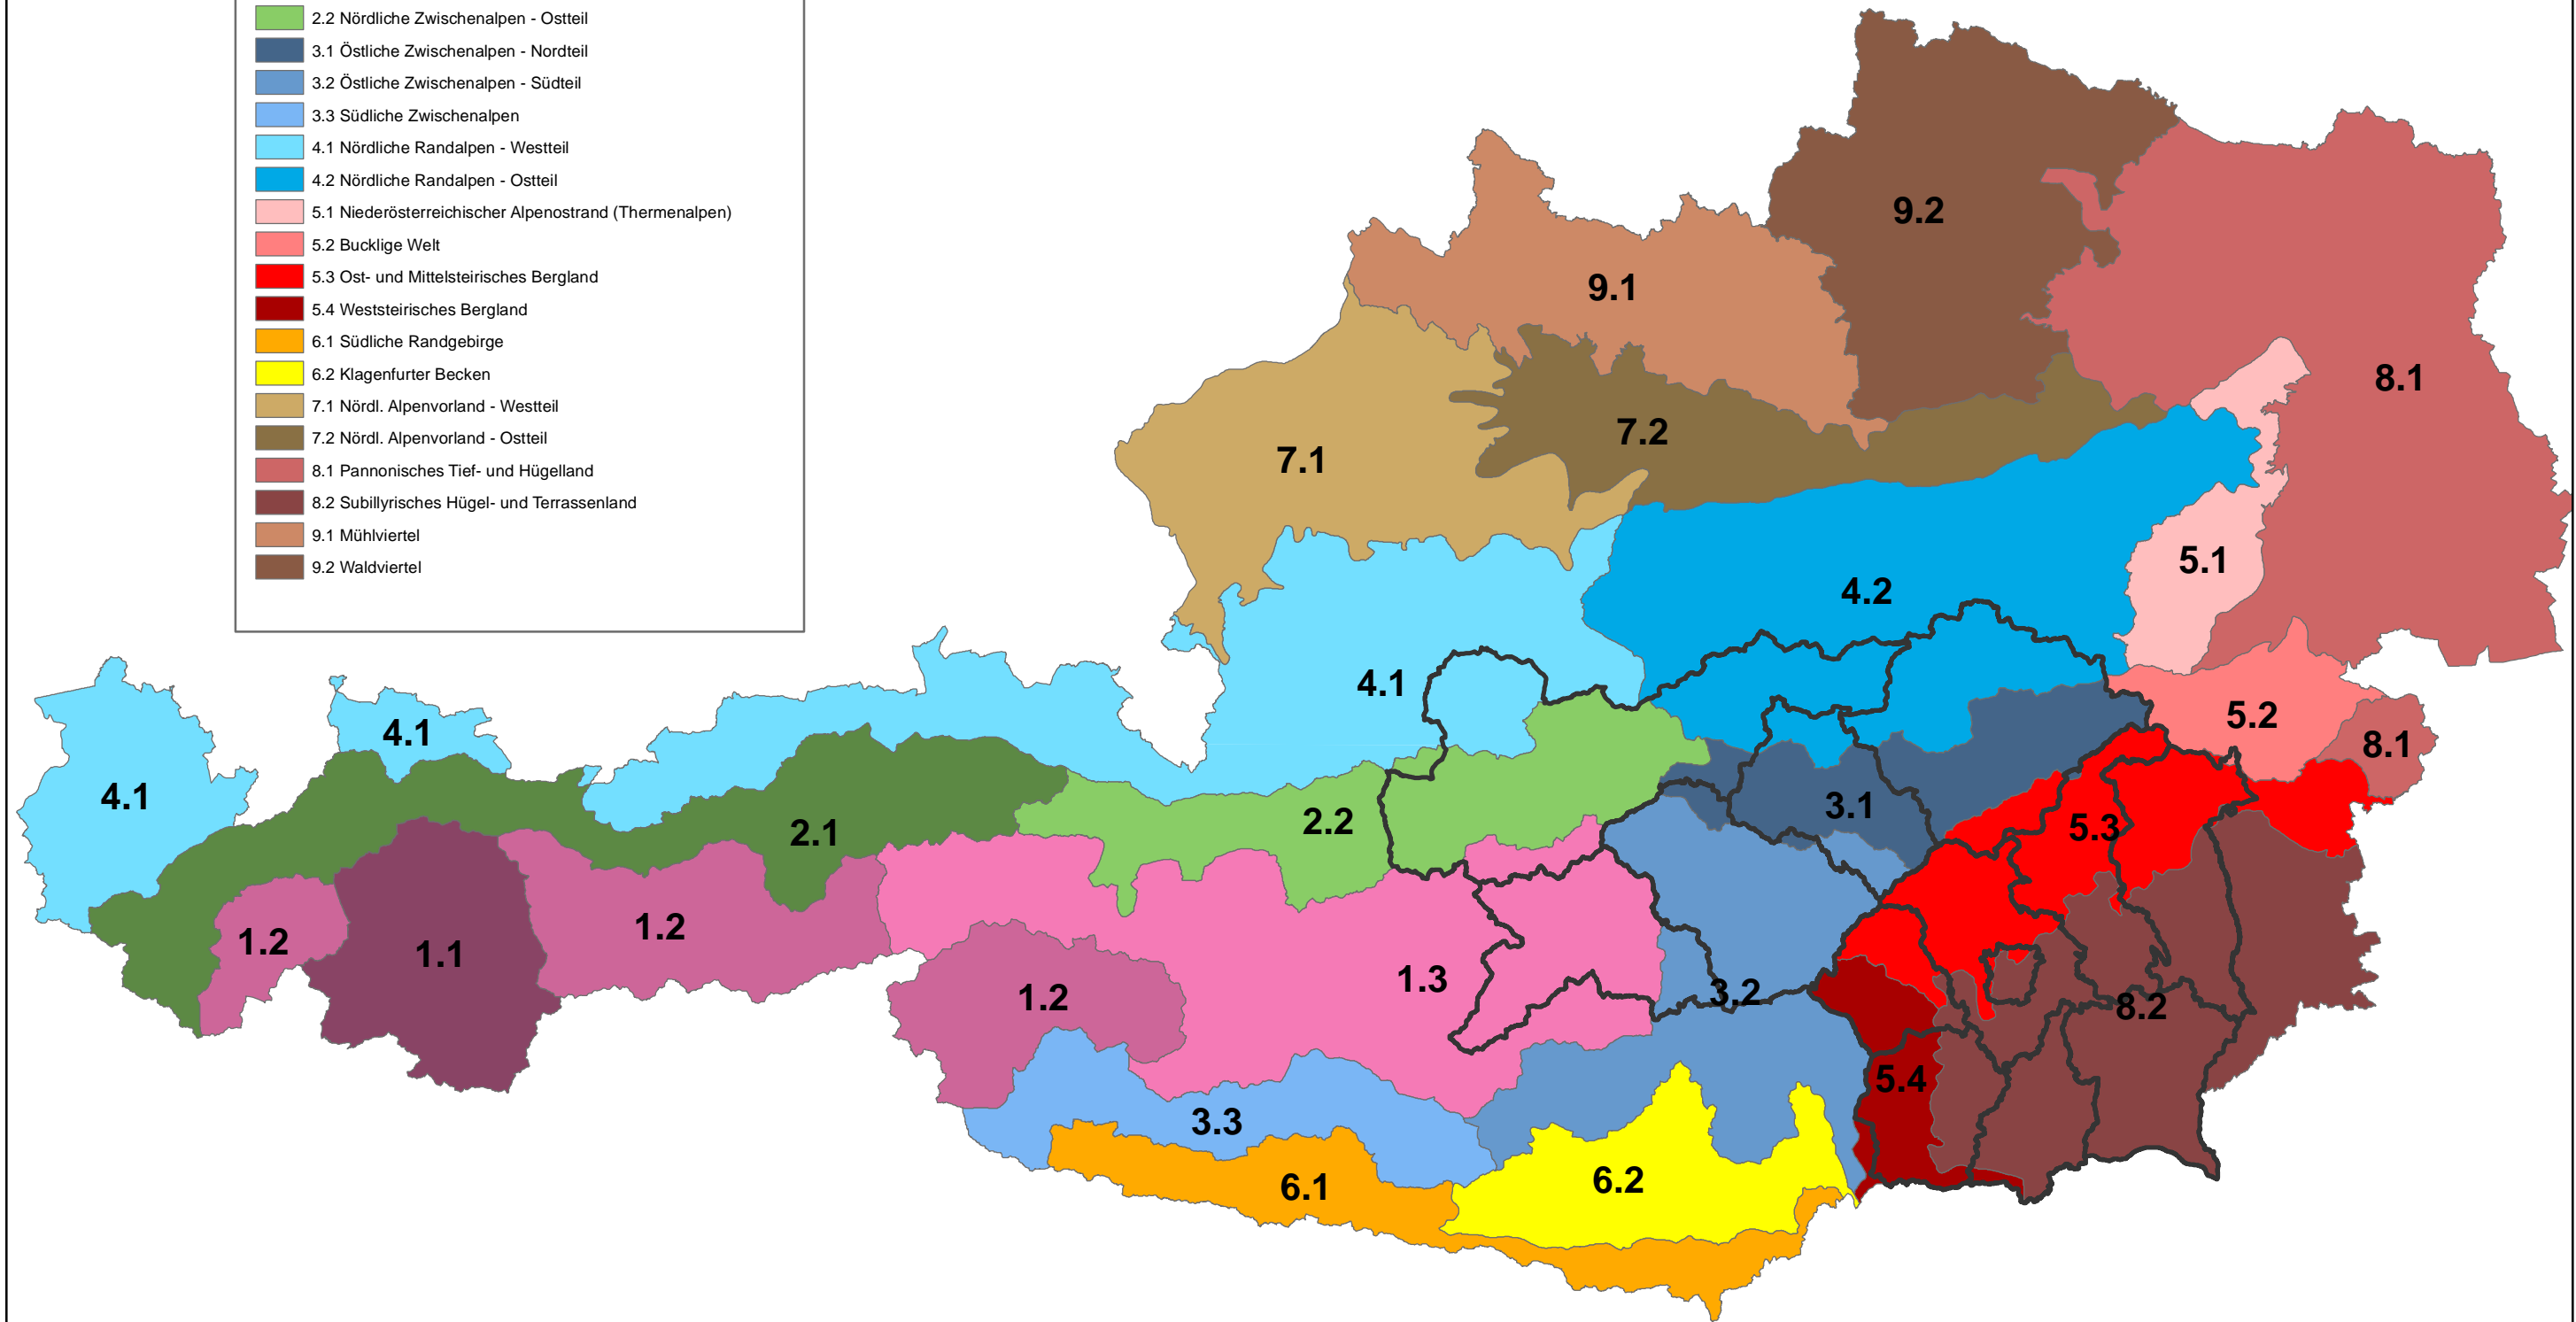 2.2 Nördliche Zwischenalpen - Ostteil
3.1 Östliche Zwischenalpen - Nordteil
3.2 Östliche Zwischenalpen - Südteil
3.3 Südliche Zwischenalpen
4.1 Nördliche Randalpen - Westteil
4.2 Nördliche Randalpen - Ostteil
5.1 Niederösterreichischer Alpenostrand (Thermenalpen)
5.2 Bucklige Welt
5.3 Ost- und Mittelsteirisches Bergland
5.4 Weststeirisches Bergland
6.1 Südliche Randgebirge
6.2 Klagenfurter Becken
7.1 Nördl. Alpenvorland - Westteil
7.2 Nördl. Alpenvorland - Ostteil
8.1 Pannonisches Tief- und Hügelland
8.2 Subillyrisches Hügel- und Terrassenland
9.1 Mühlviertel
9.2 Waldviertel
9.2
9.1
8.1
7.2
7.1
5.1
4.2
4.1
5.2
4.1
8.1
4.1
3.1
2.2
5.3
2.1
1.2
1.2
1.1
1.3
3.2
1.2
8.2
5.4
3.3
6.2
6.1